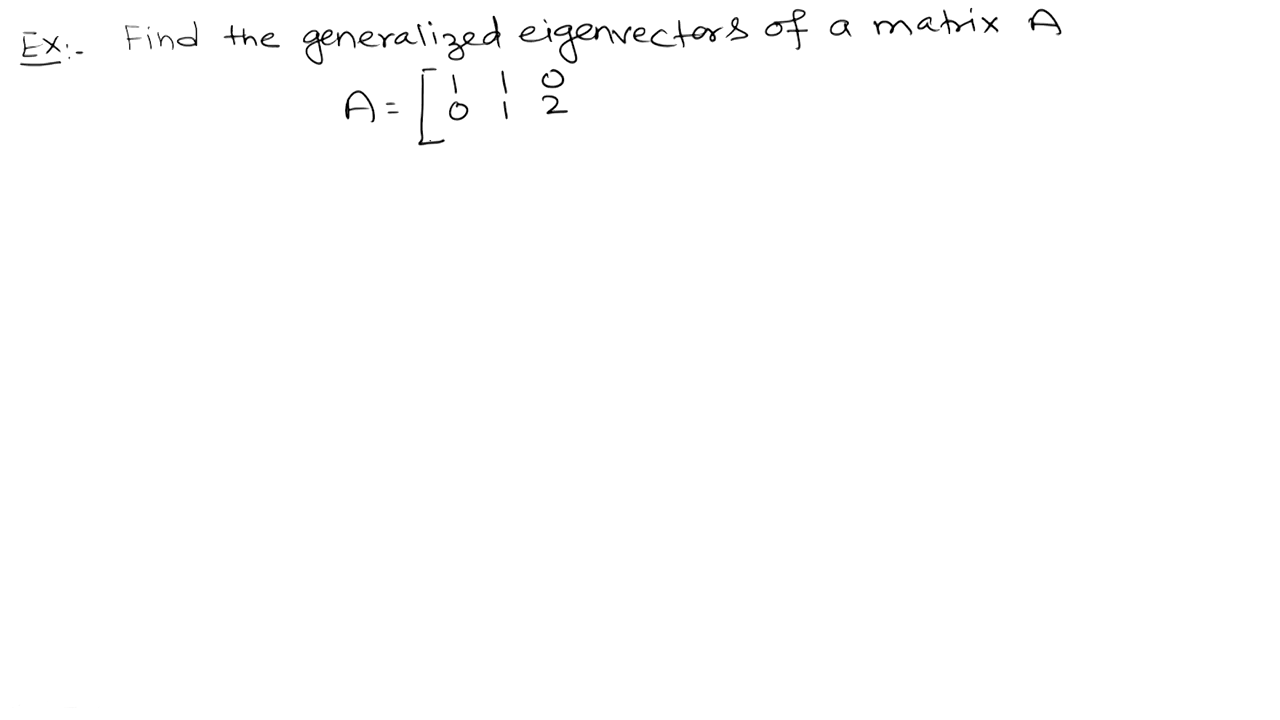 Ex:- Find the generalized eigenvectors of a matrix A
A = [ 1 1 0
0 1 2